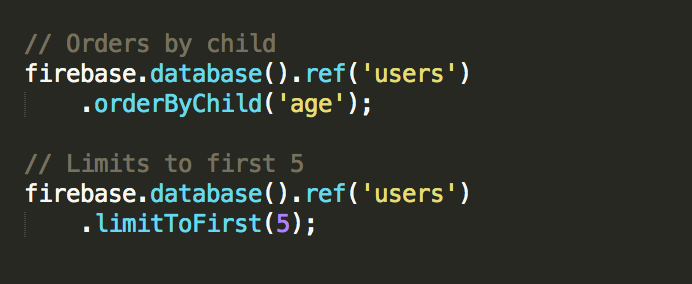 // Orders by child
firebase.database().ref('users')
.orderByChild('age');
// Limits to first 5
firebase.database().ref('users')
.limitToFirst(5);